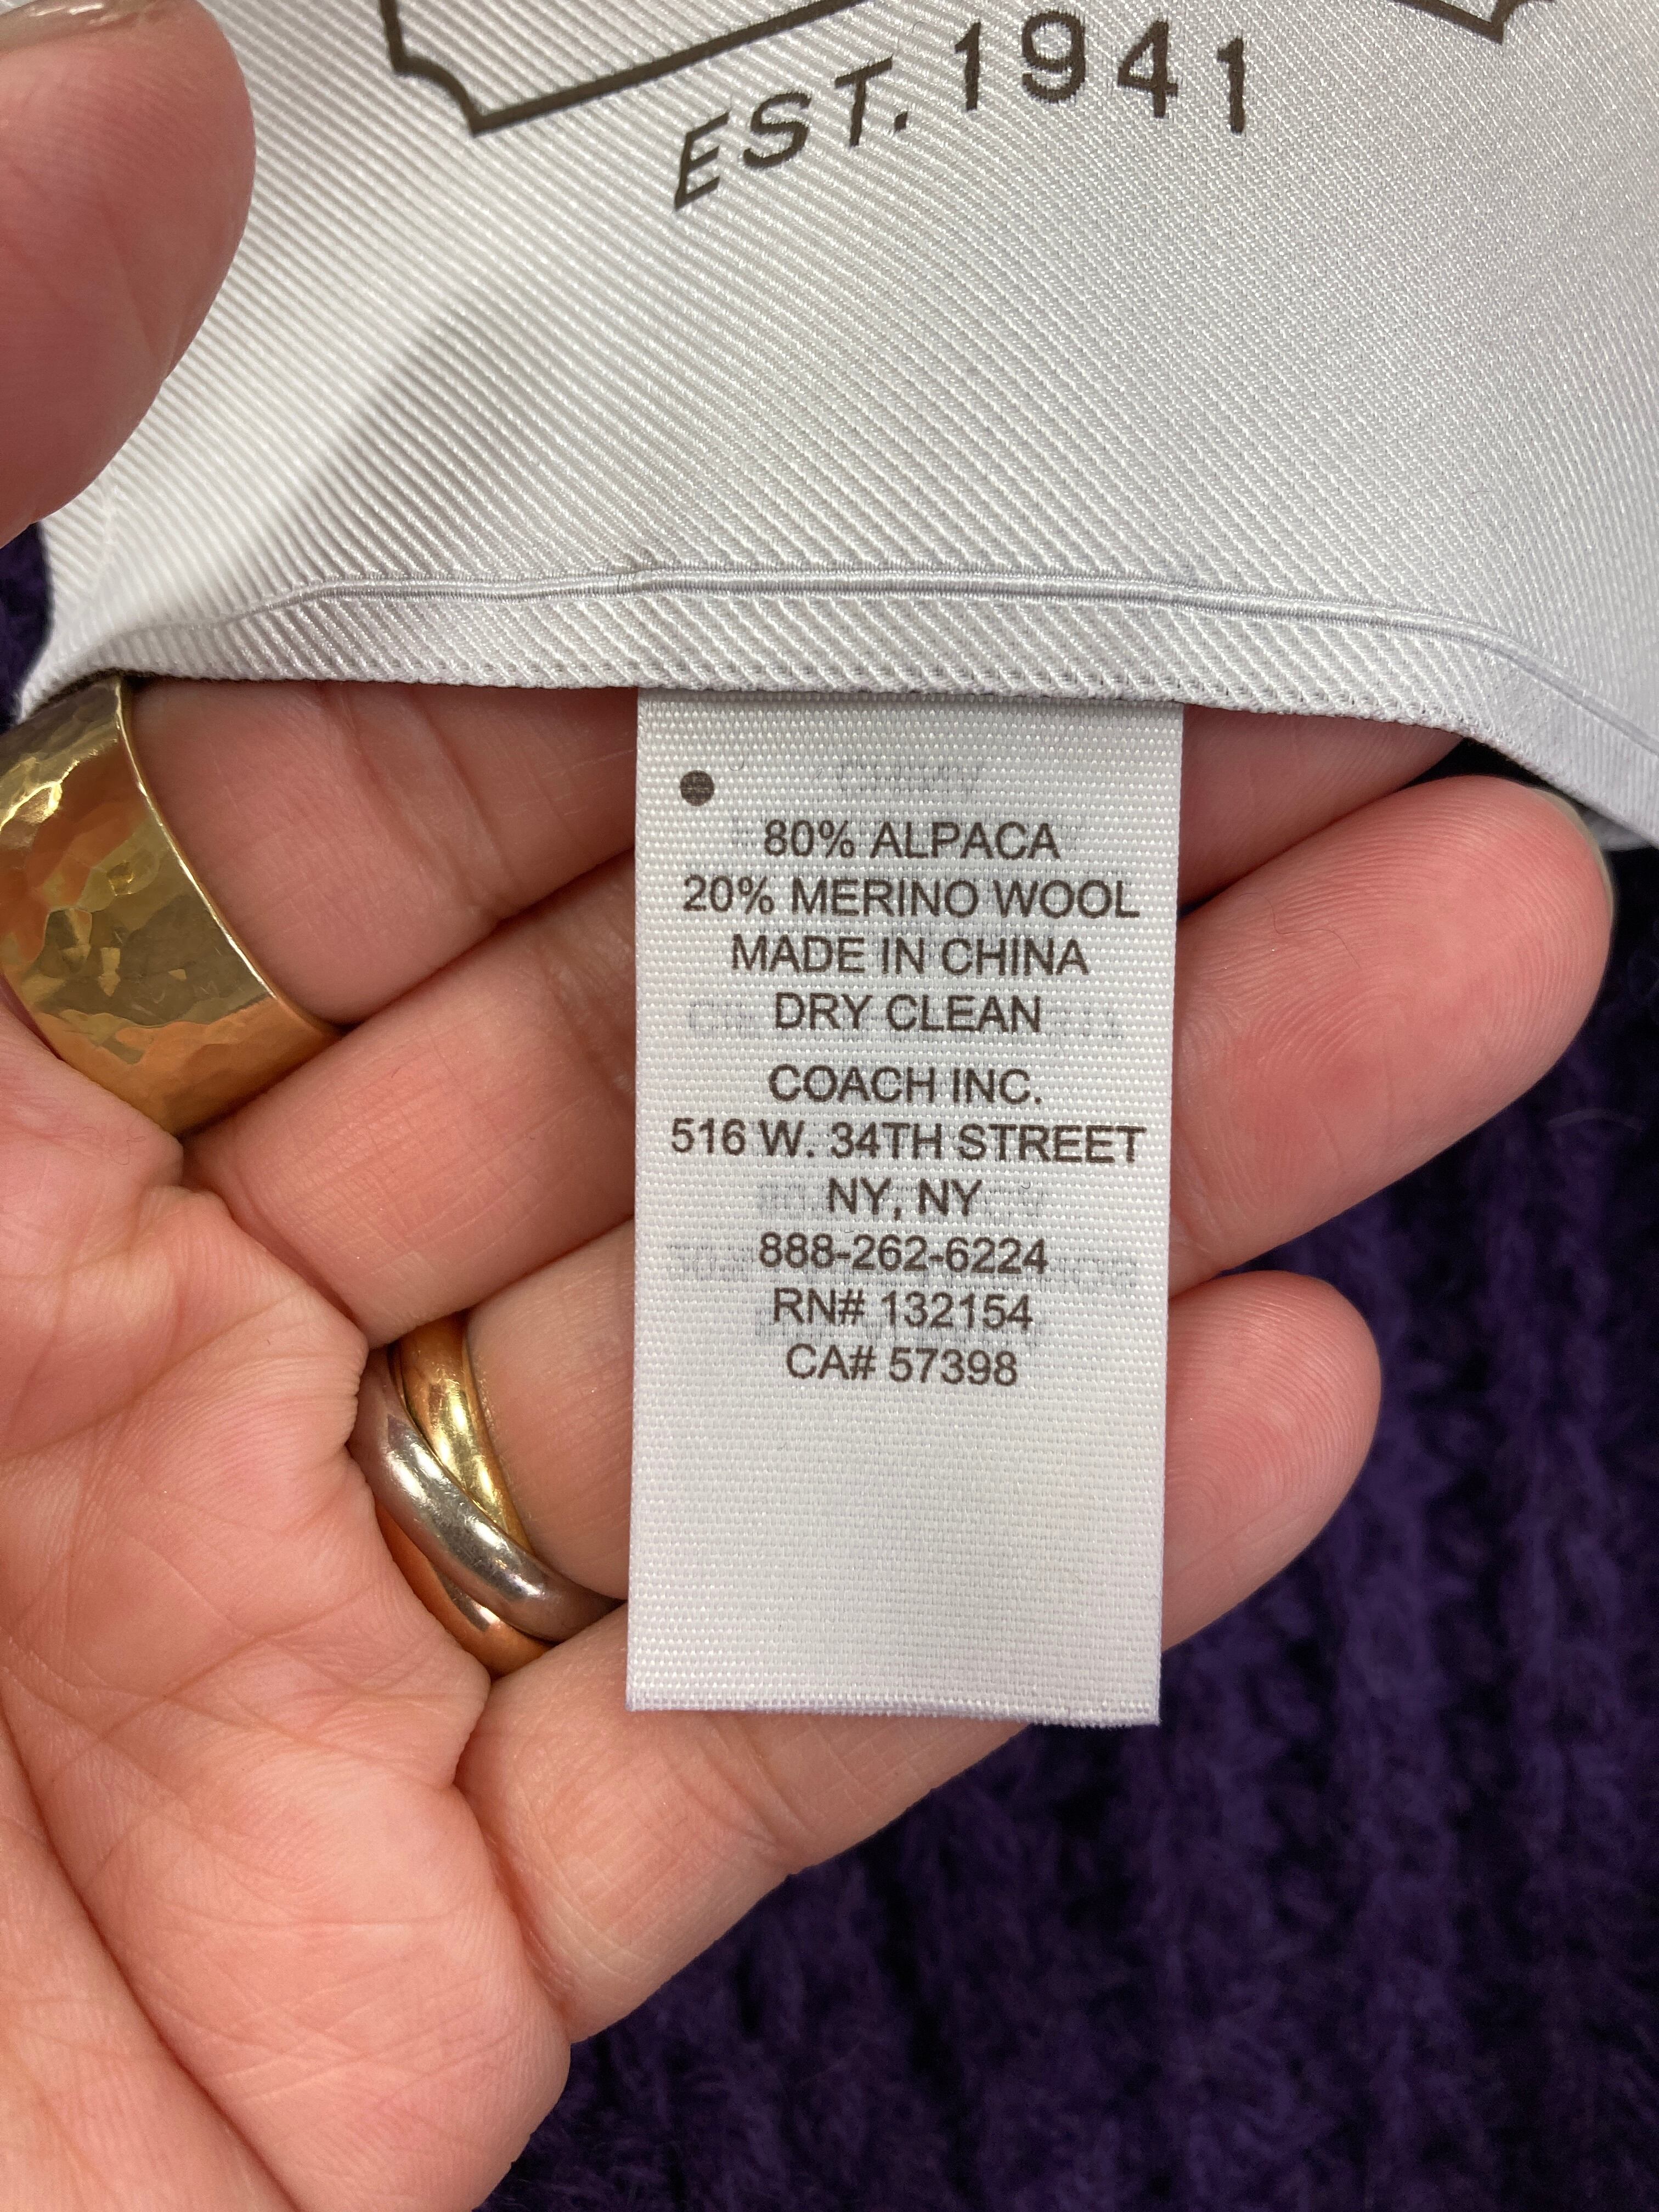 EST. 1941
80% ALPACA
20% MERINO WOOL
MADE IN CHINA
DRY CLEAN
COACH INC.
516 W. 34TH STREET
NY, NY
888-262-6224
RN# 132154
CA# 57398